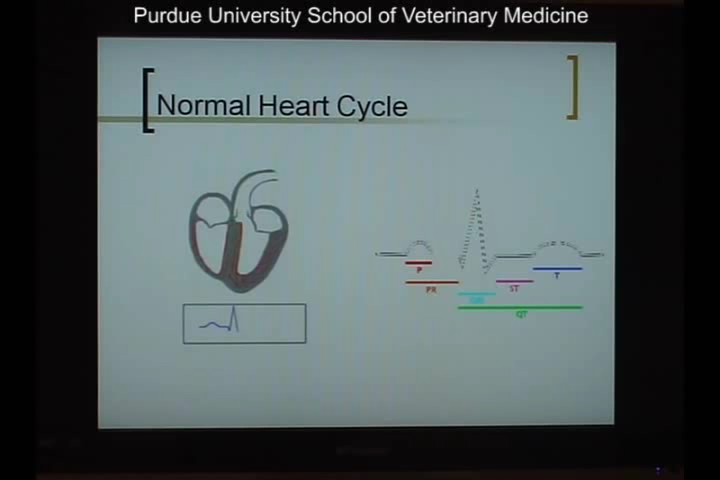 Purdue University School of Veterinary Medicine
Normal Heart Cycle
P
T
PR
ST
QRS
QT